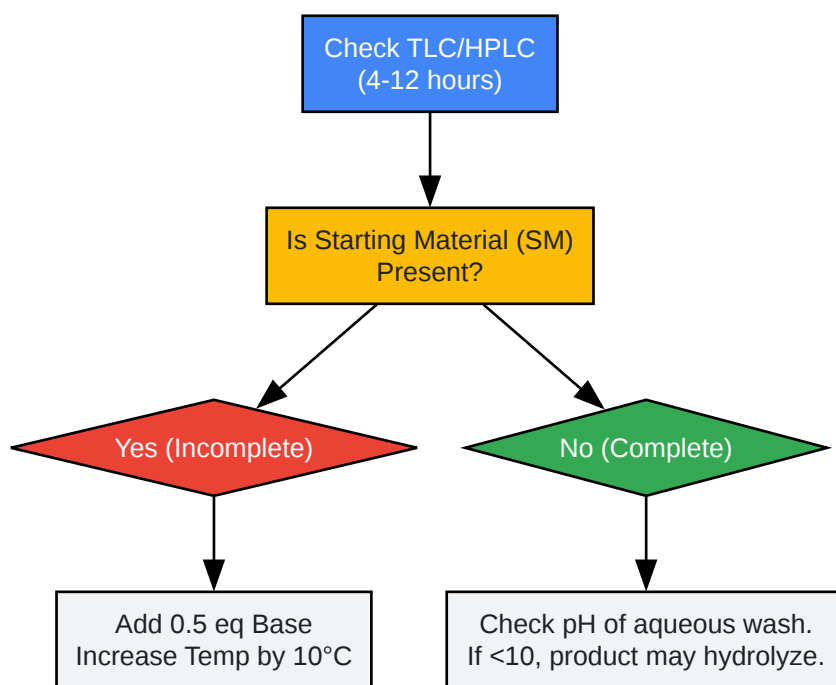 Check TLC/HPLC
(4-12 hours)
Is Starting Material (SM)
Present?
Yes (Incomplete)
No (Complete)
Add 0.5 eq Base
Increase Temp by 10°C
Check pH of aqueous wash.
If <10, product may hydrolyze.